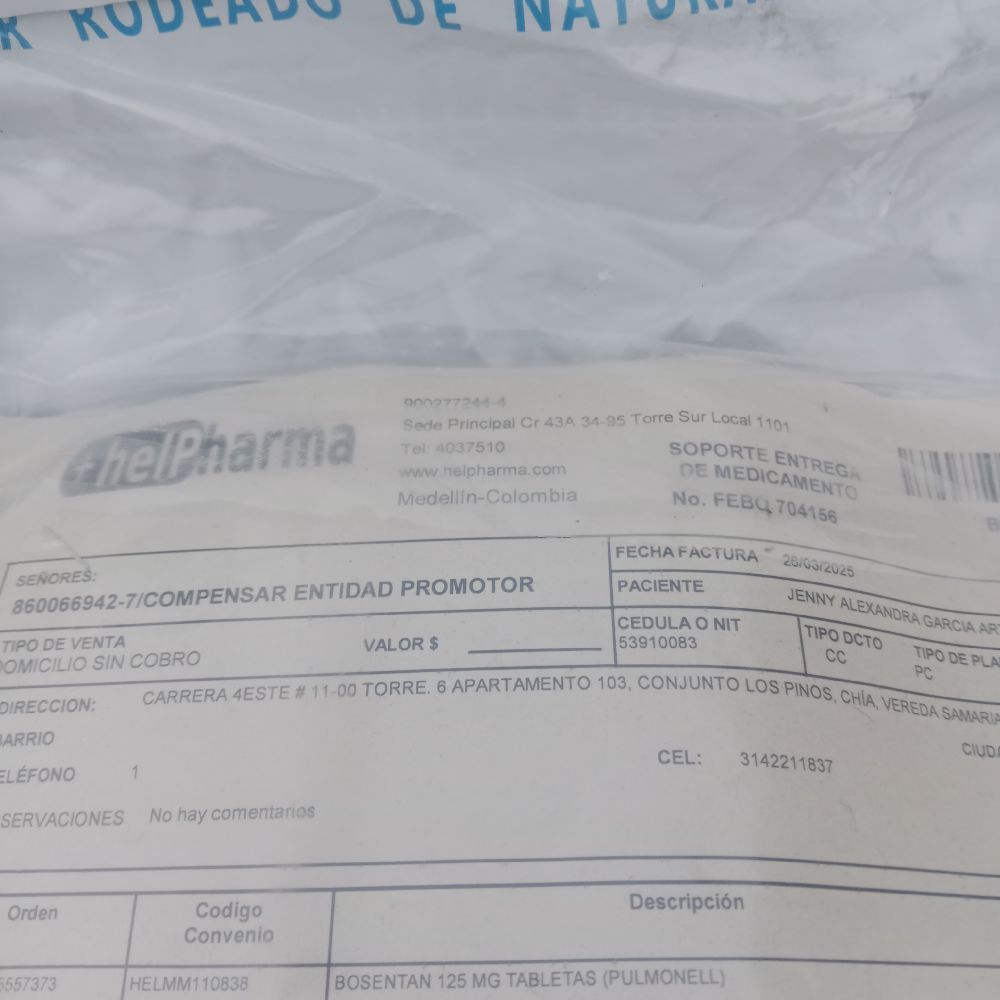 RODEADO DE
helPharma
900277244-4
Sede Principal Cr 43A 34-95 Torre Sur Local 1101
Tel: 4037510
www.helpharma.com
Medellín-Colombia
SOPORTE ENTREGA
DE MEDICAMENTO
No. FEBQ 704156
SEÑORES:
860066942-7/COMPENSAR ENTIDAD PROMOTOR
FECHA FACTURA 28/03/2025
PACIENTE JENNY ALEXANDRA GARCIA
TIPO DE VENTA
DOMICILIO SIN COBRO
VALOR $
CEDULA O NIT
53910083
TIPO DCTO
CC
TIPO DE
PC
DIRECCION: CARRERA 4ESTE # 11-00 TORRE. 6 APARTAMENTO 103, CONJUNTO LOS PINOS, CHÍA, VEREDA SAMARIA
BARRIO
TELÉFONO 1
CEL: 3142211837
No hay comentarios
Orden
Codigo
Convenio
Descripción
HELMM110838
BOSENTAN 125 MG TABLETAS (PULMONELL)